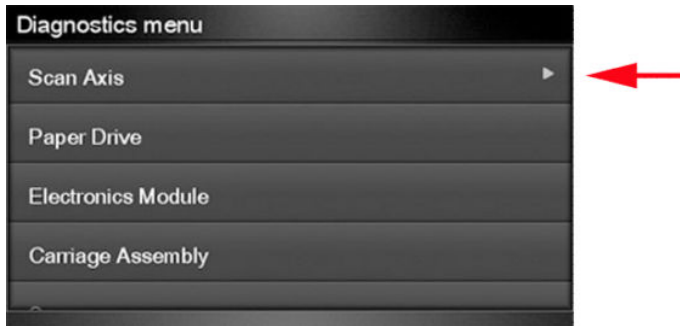 Diagnostics menu
Scan Axis
Paper Drive
Electronics Module
Carriage Assembly